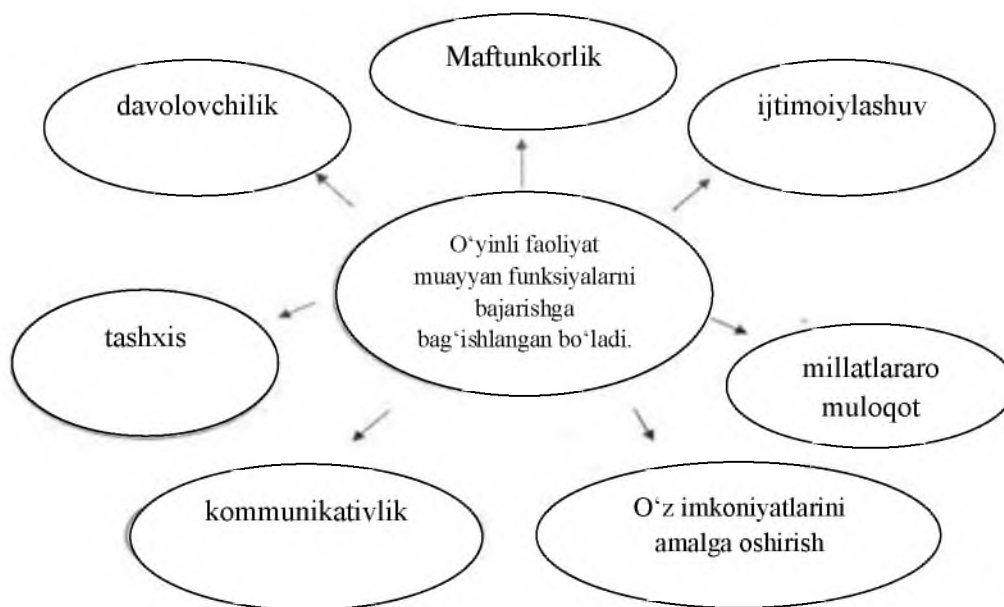 Maftunkorlik
davolovchilik
ijtimoiylashuv
O‘yinli faoliyat
muayyan funksiyalarni
bajarishga
bag‘ishlangan bo‘ladi.
tashxis
millatlararo
muloqot
kommunikativlik
O‘z imkoniyatlarini
amalga oshirish